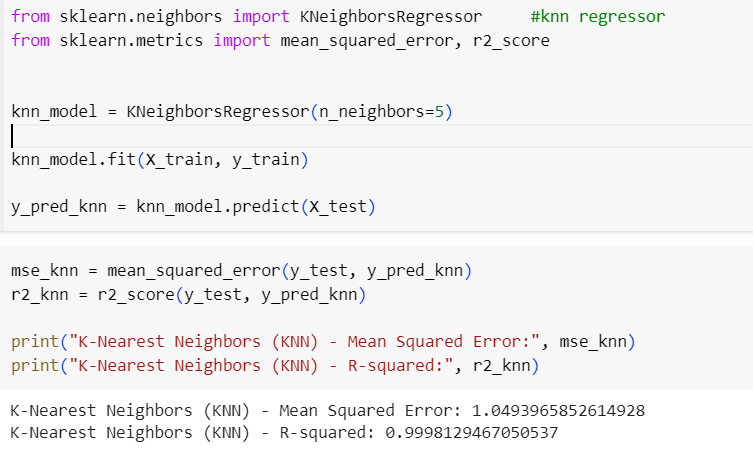 from sklearn.neighbors import KNeighborsRegressor     #knn regressor
from sklearn.metrics import mean_squared_error, r2_score
knn_model = KNeighborsRegressor(n_neighbors=5)
knn_model.fit(X_train, y_train)
y_pred_knn = knn_model.predict(X_test)
mse_knn = mean_squared_error(y_test, y_pred_knn)
r2_knn = r2_score(y_test, y_pred_knn)
print("K-Nearest Neighbors (KNN) - Mean Squared Error:", mse_knn)
print("K-Nearest Neighbors (KNN) - R-squared:", r2_knn)
K-Nearest Neighbors (KNN) - Mean Squared Error: 1.0493965852614928
K-Nearest Neighbors (KNN) - R-squared: 0.9998129467050537